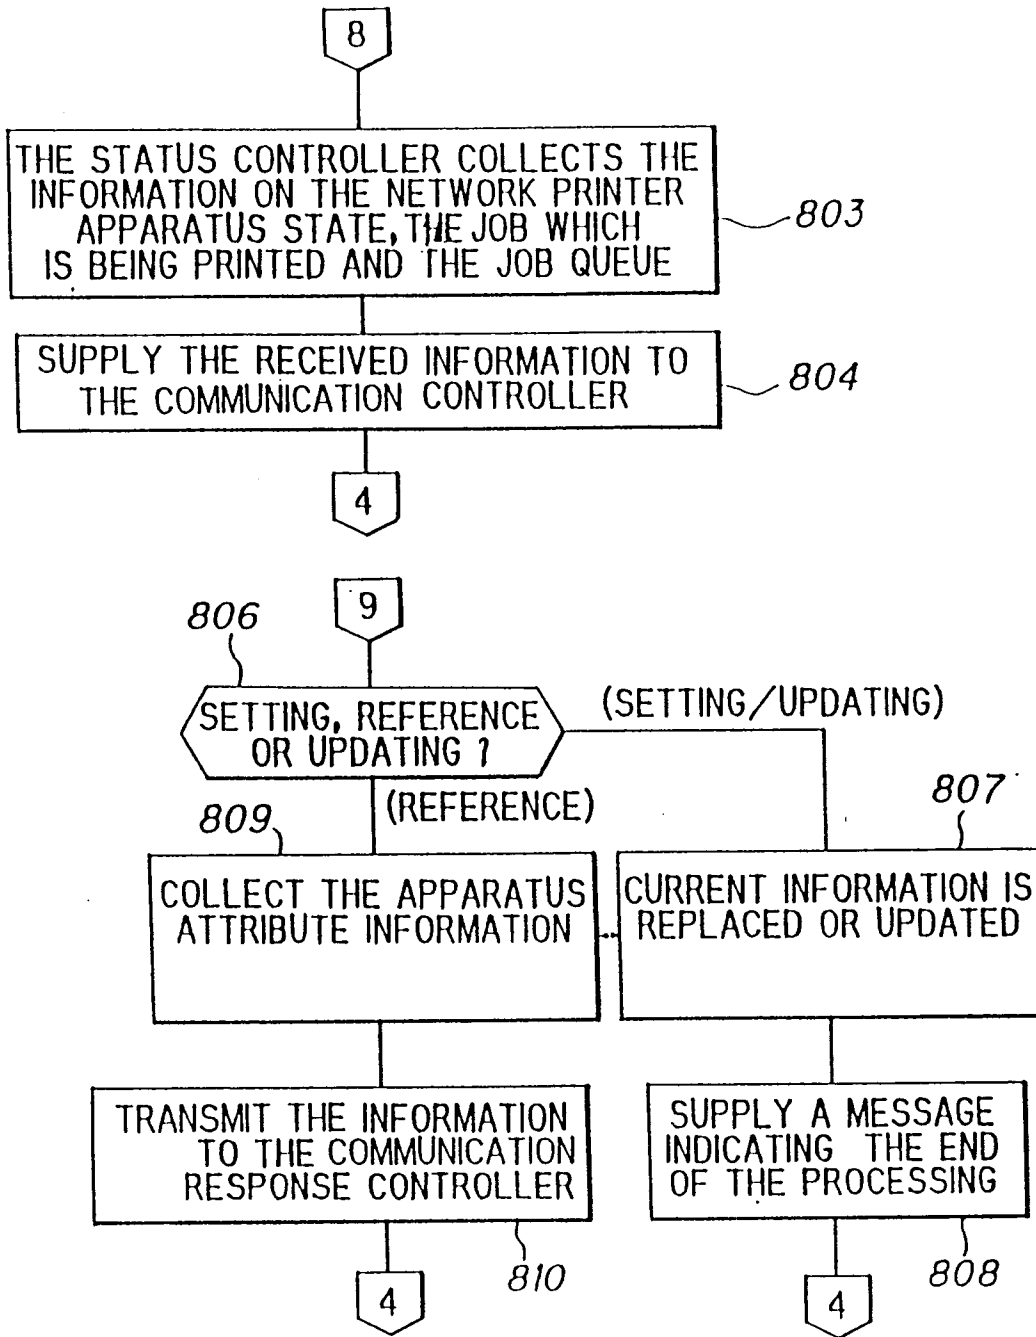 8
THE STATUS CONTROLLER COLLECTS THE
INFORMATION ON THE NETWORK PRINTER
APPARATUS STATE, THE JOB WHICH
IS BEING PRINTED AND THE JOB QUEUE
803
SUPPLY THE RECEIVED INFORMATION TO
THE COMMUNICATION CONTROLLER
804
4
9
806
SETTING, REFERENCE
OR UPDATING ?
(SETTING/UPDATING)
(REFERENCE)
809
807
COLLECT THE APPARATUS
ATTRIBUTE INFORMATION
CURRENT INFORMATION IS
REPLACED OR UPDATED
TRANSMIT THE INFORMATION
TO THE COMMUNICATION
RESPONSE CONTROLLER
SUPPLY A MESSAGE
INDICATING THE END
OF THE PROCESSING
810
808
4
4